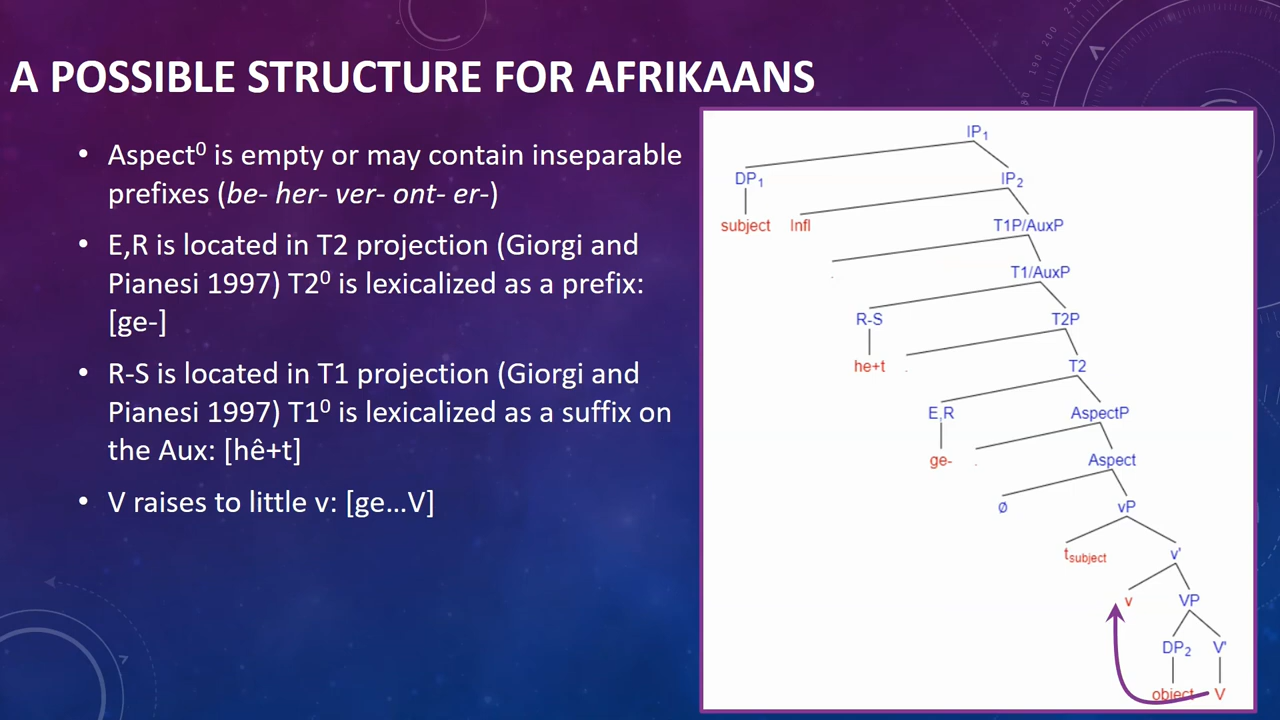 A POSSIBLE STRUCTURE FOR AFRIKAANS
• Aspect⁰ is empty or may contain inseparable
prefixes (be- her- ver- ont- er-)
• E,R is located in T2 projection (Giorgi and
Pianesi 1997) T2⁰ is lexicalized as a prefix:
[ge-]
• R-S is located in T1 projection (Giorgi and
Pianesi 1997) T1⁰ is lexicalized as a suffix on
the Aux: [hê+t]
• V raises to little v: [ge…V]
IP₁
DP₁ IP₂
subject Infl T1P/AuxP
T1/AuxP
R-S T2P
he+t T2
E,R AspectP
ge- Aspect
Ø vP
tsubject v'
v VP
DP₂ V'
object V